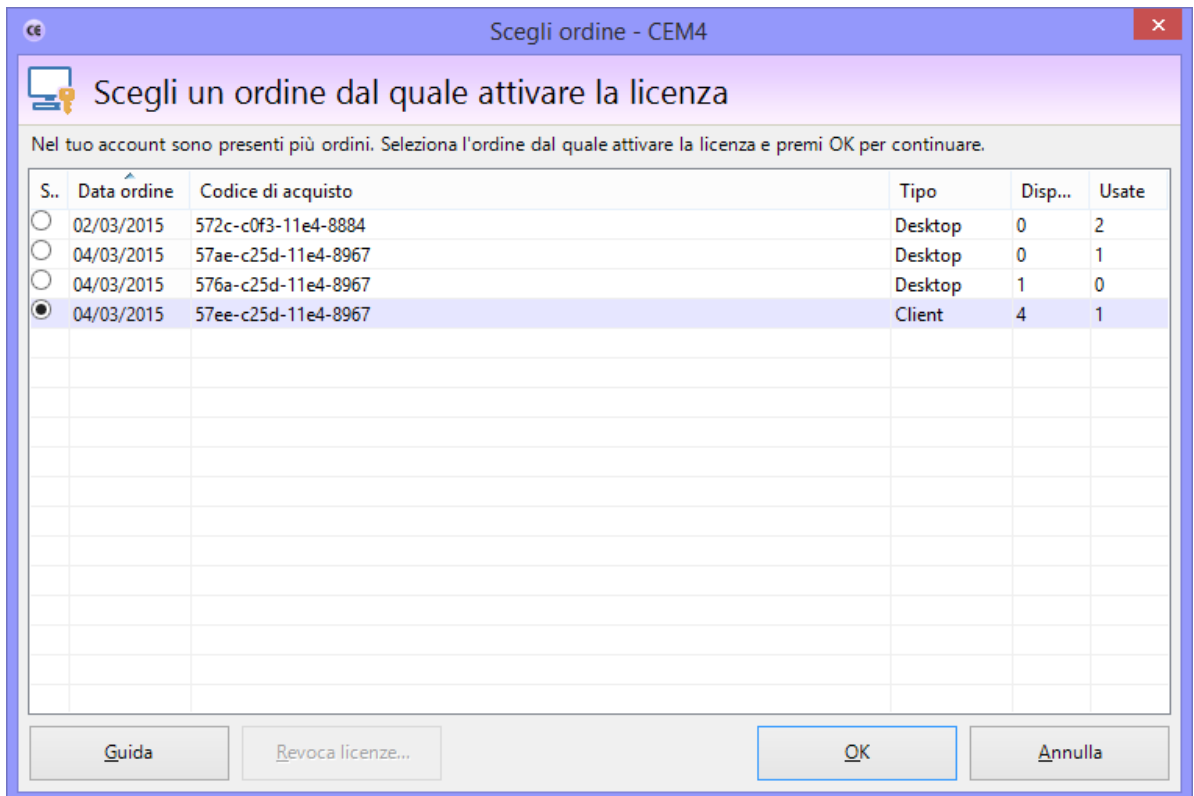 CE Scegli ordine - CEM4
Scegli un ordine dal quale attivare la licenza
Nel tuo account sono presenti più ordini. Seleziona l'ordine dal quale attivare la licenza e premi OK per continuare.
S.. Data ordine Codice di acquisto Tipo Disp... Usate
02/03/2015 572c-c0f3-11e4-8884 Desktop 0 2
04/03/2015 57ae-c25d-11e4-8967 Desktop 0 1
04/03/2015 576a-c25d-11e4-8967 Desktop 1 0
04/03/2015 57ee-c25d-11e4-8967 Client 4 1
Guida Revoca licenze... OK Annulla